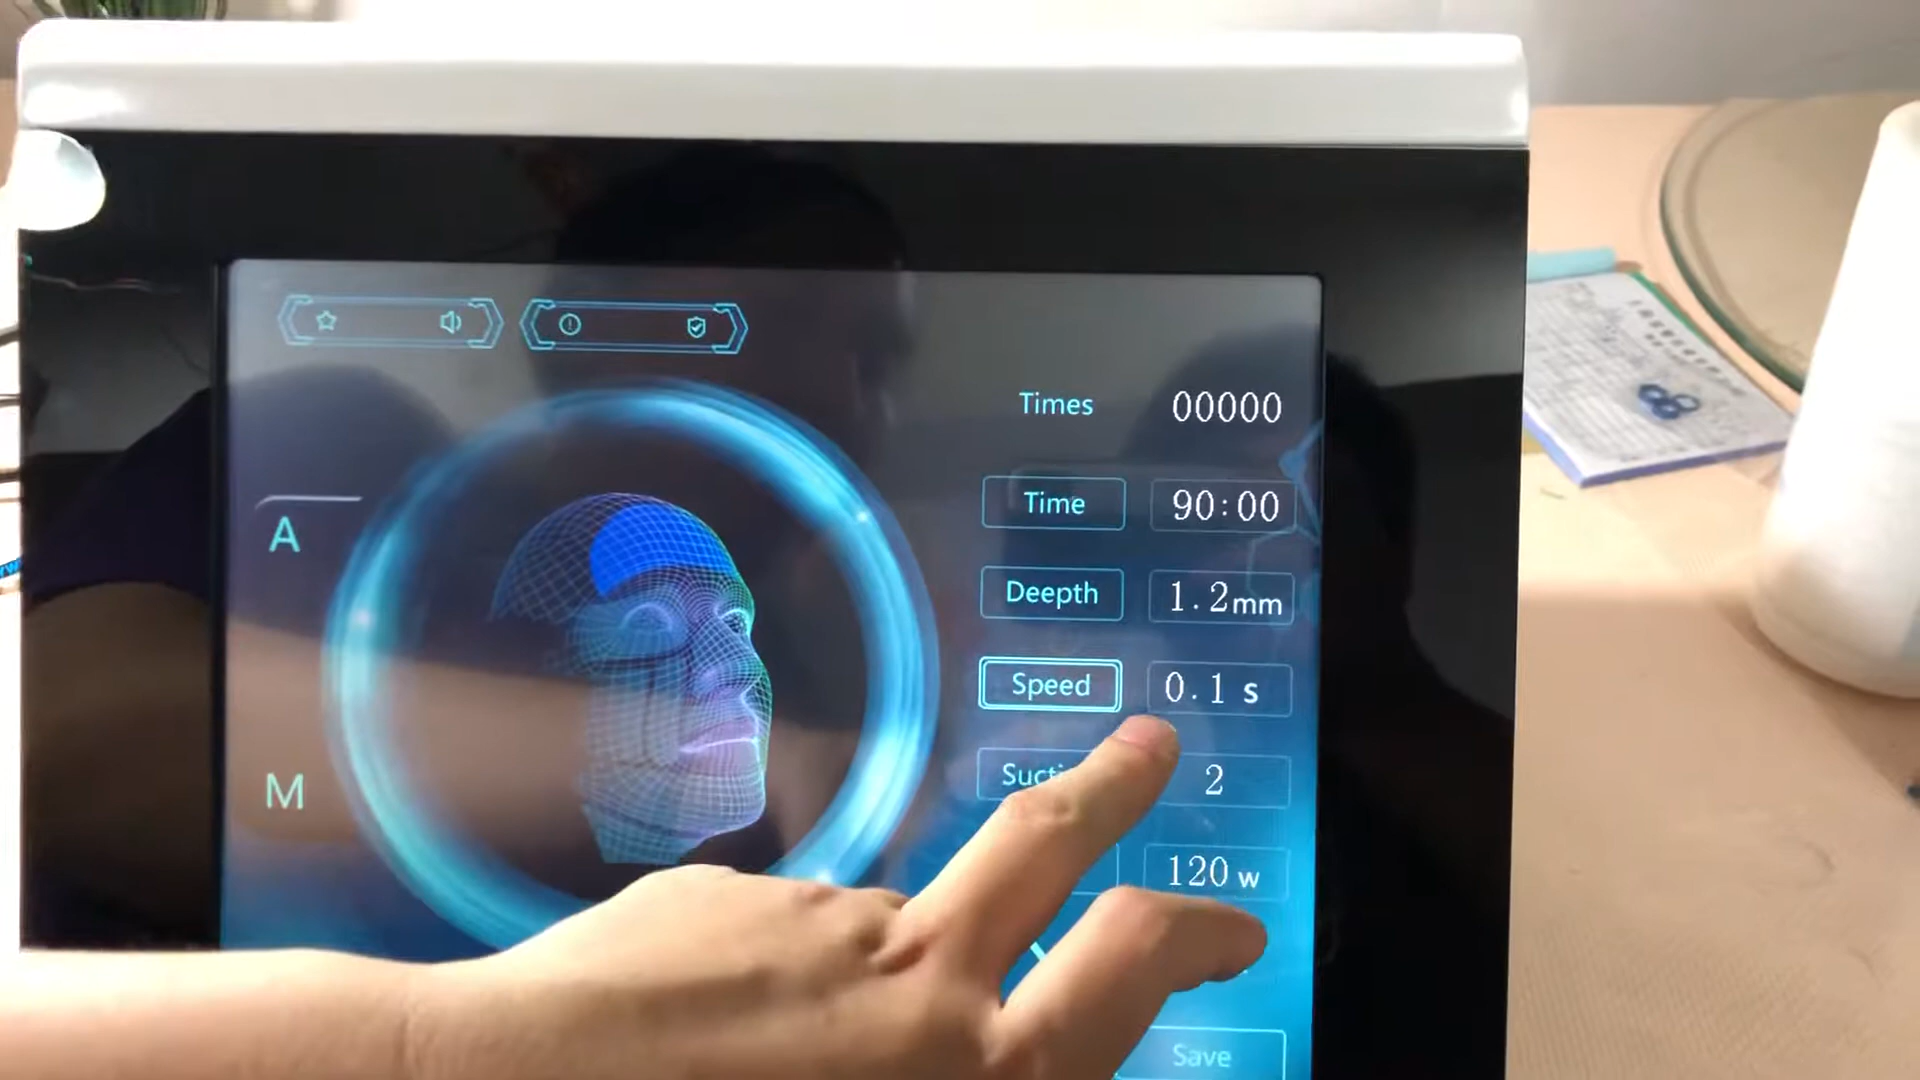 Times 00000
Time 90:00
A
Deepth 1.2mm
Speed 0.1 s
2
M
120 w
Save